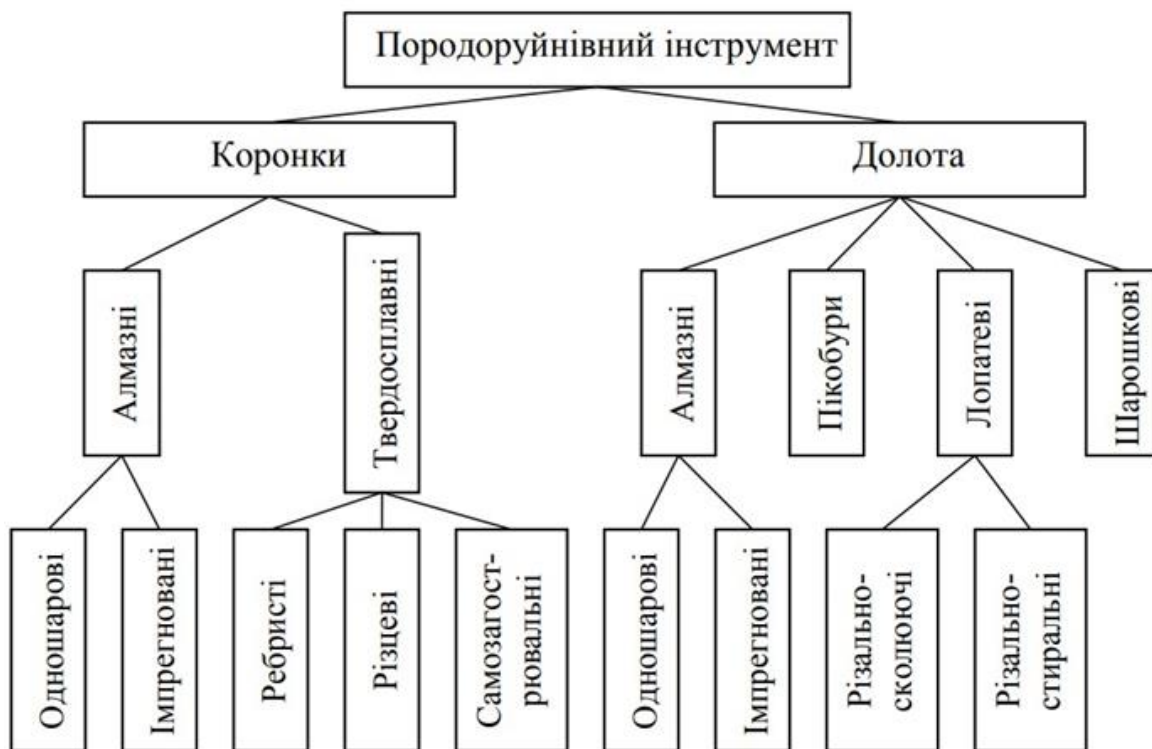 Породоруйнівний інструмент
Коронки
Долота
Алмазні
Твердосплавні
Алмазні
Пікобури
Лопатеві
Шарошкові
Одношарові
Імпрегновані
Ребристі
Різцеві
Самозагост-
рювальні
Одношарові
Імпрегновані
Різально-
сколюючі
Різально-
стиральні